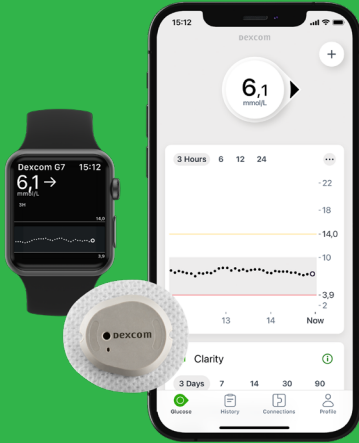 15:12
Dexcom
6,1
mmol/L
3 Hours 6 12 24
22
18
14,0
10
3,9
2
13 14 Now
Clarity
3 Days 7 14 30 90
Glucose History Connections Profile
Dexcom G7 15:12
6,1
mmol/L
3H
14,0
3,9
Dexcom